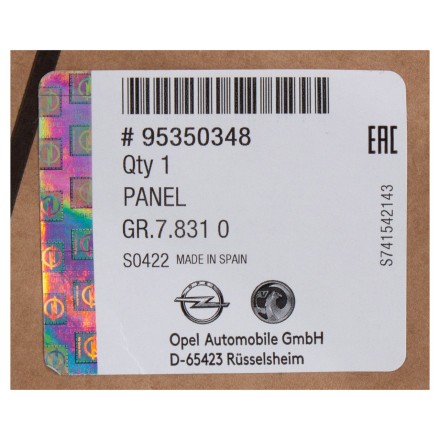 # 95350348
EAC
Qty 1
PANEL
GR.7.831 0
S0422 MADE IN SPAIN
S741542143
Opel Automobile GmbH
D-65423 Rüsselsheim